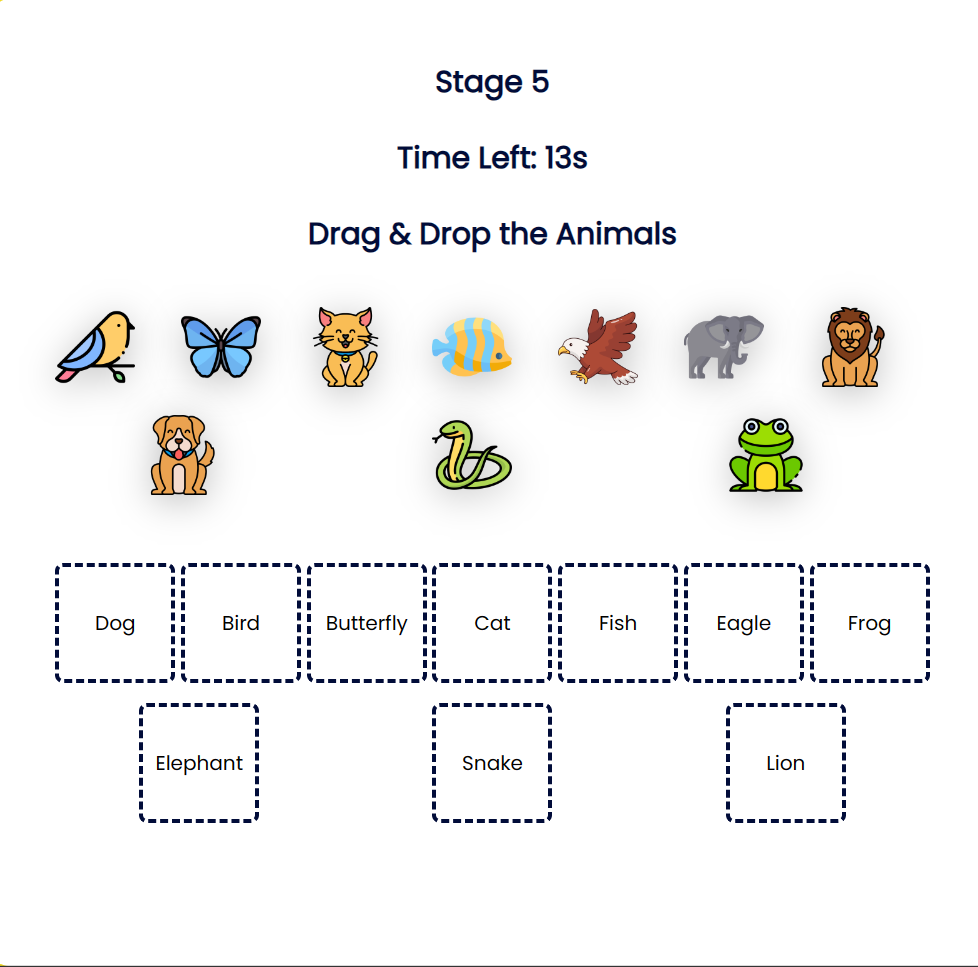 Stage 5
Time Left: 13s
Drag & Drop the Animals
Dog Bird Butterfly Cat Fish Eagle Frog
Elephant Snake Lion